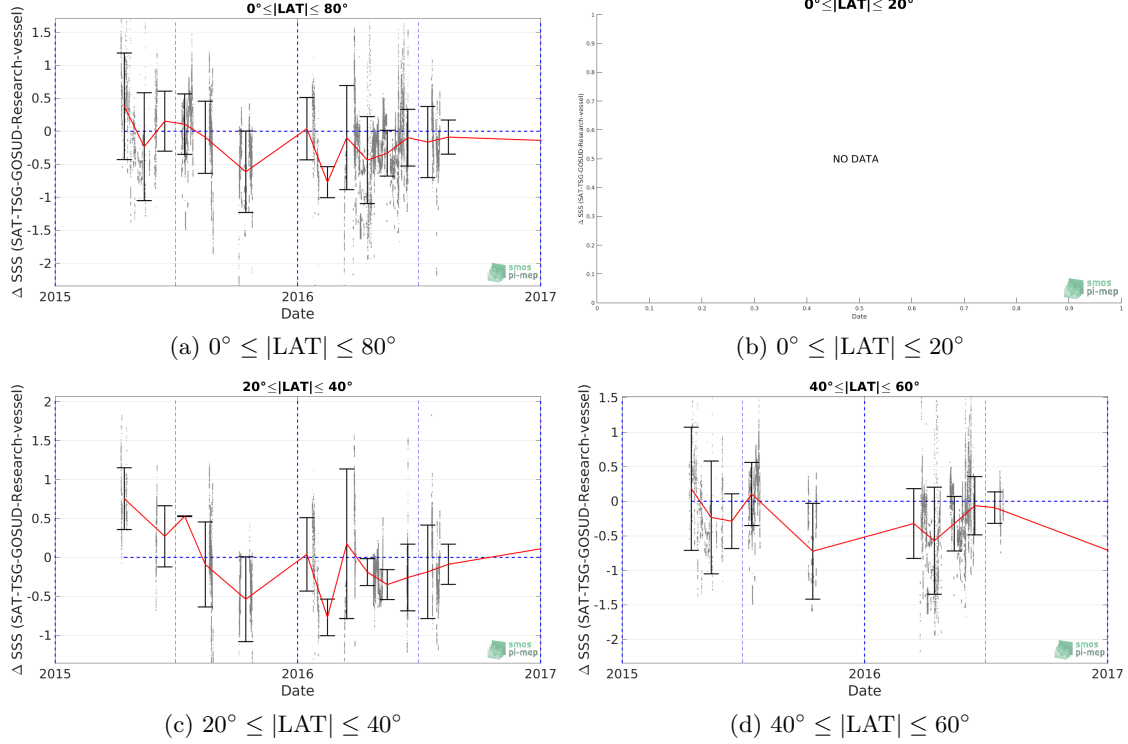 0°≤|LAT|≤ 80°
Δ SSS (SAT-TSG-GOSUD-Research-vessel)
1.5
1
0.5
0
-0.5
-1
-1.5
-2
2015
2016
2017
Date
smos
pi-mep
(a) 0° ≤ |LAT| ≤ 80°
0°≤|LAT|≤ 20°
Δ SSS (SAT-TSG-GOSUD-Research-vessel)
1
0.9
0.8
0.7
0.6
0.5
0.4
0.3
0.2
0.1
0
NO DATA
0
0.1
0.2
0.3
0.4
0.5
0.6
0.7
0.8
0.9
1
Date
smos
pi-mep
(b) 0° ≤ |LAT| ≤ 20°
20°≤|LAT|≤ 40°
Δ SSS (SAT-TSG-GOSUD-Research-vessel)
2
1.5
1
0.5
0
-0.5
-1
2015
2016
2017
Date
smos
pi-mep
(c) 20° ≤ |LAT| ≤ 40°
40°≤|LAT|≤ 60°
Δ SSS (SAT-TSG-GOSUD-Research-vessel)
1.5
1
0.5
0
-0.5
-1
-1.5
-2
2015
2016
2017
Date
smos
pi-mep
(d) 40° ≤ |LAT| ≤ 60°